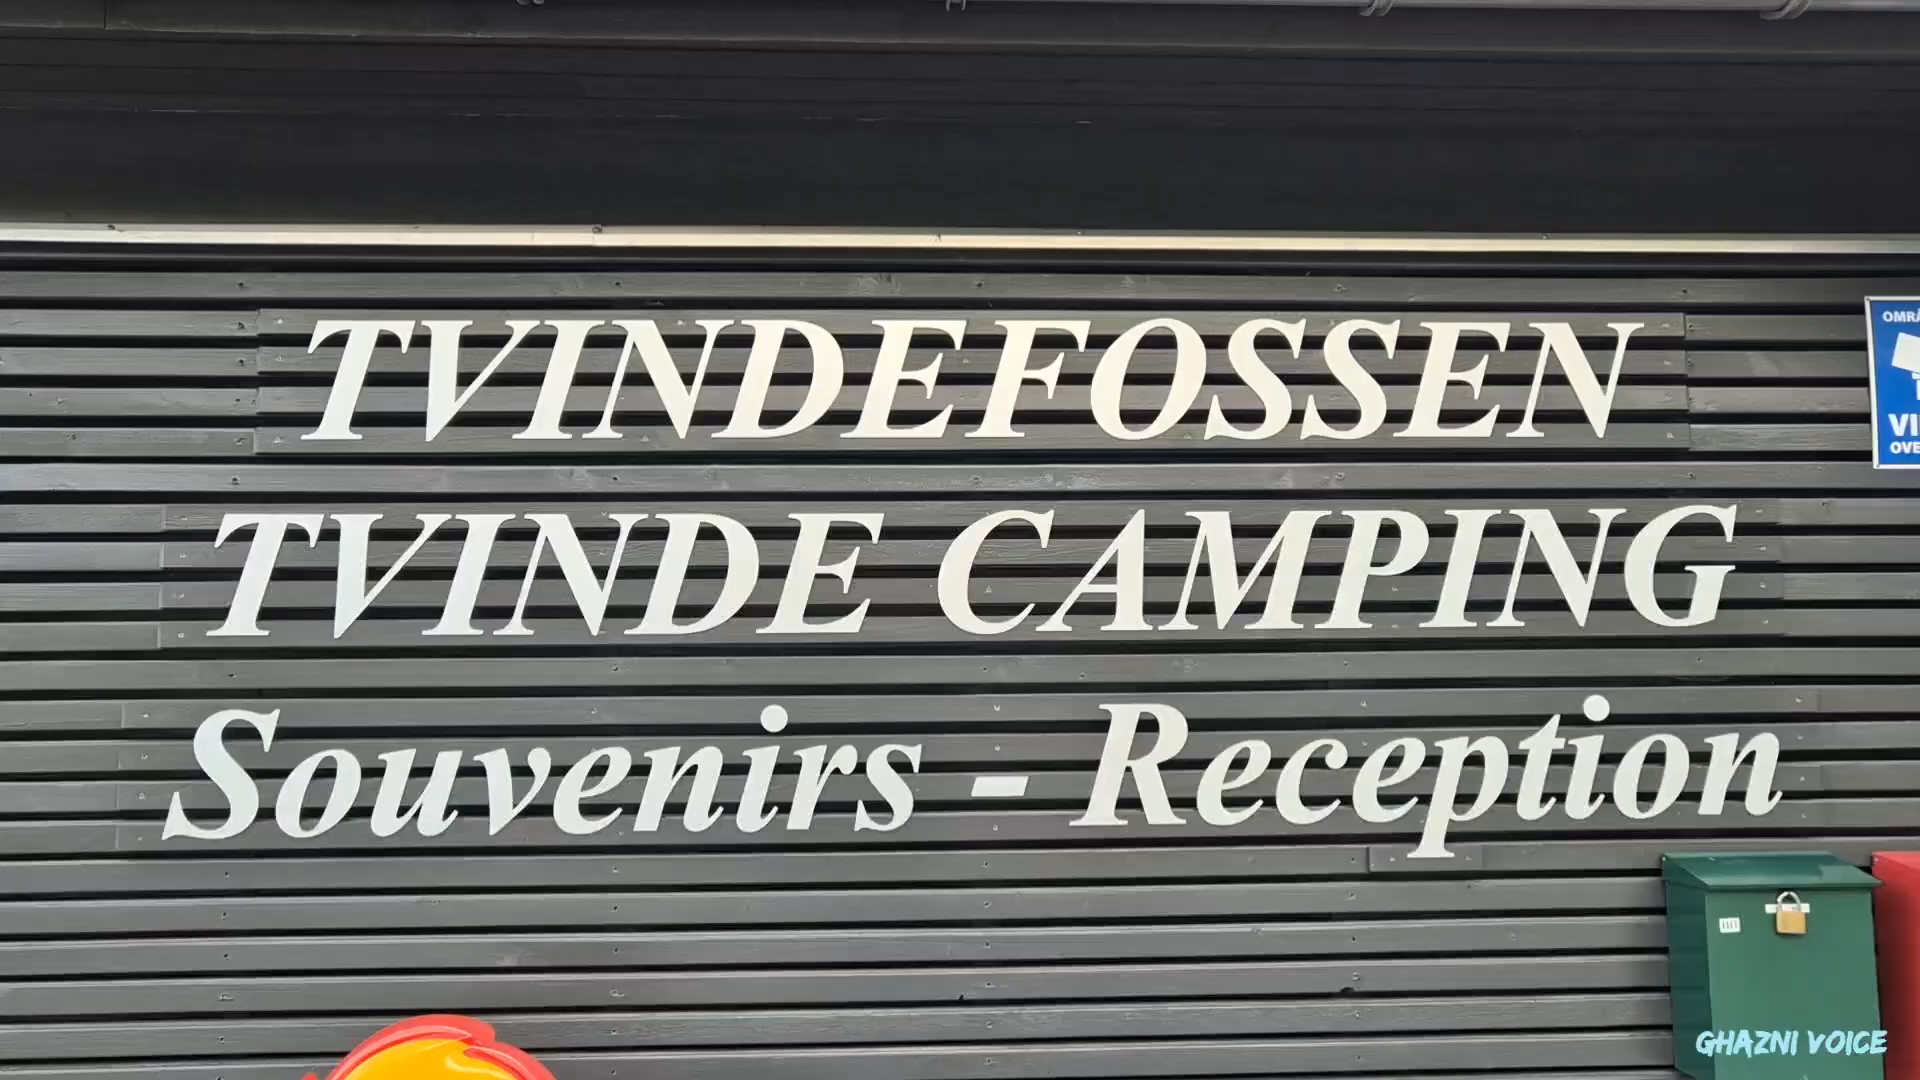 TVINDEFOSSEN
TVINDE CAMPING
Souvenirs - Reception
GHAZNI VOICE